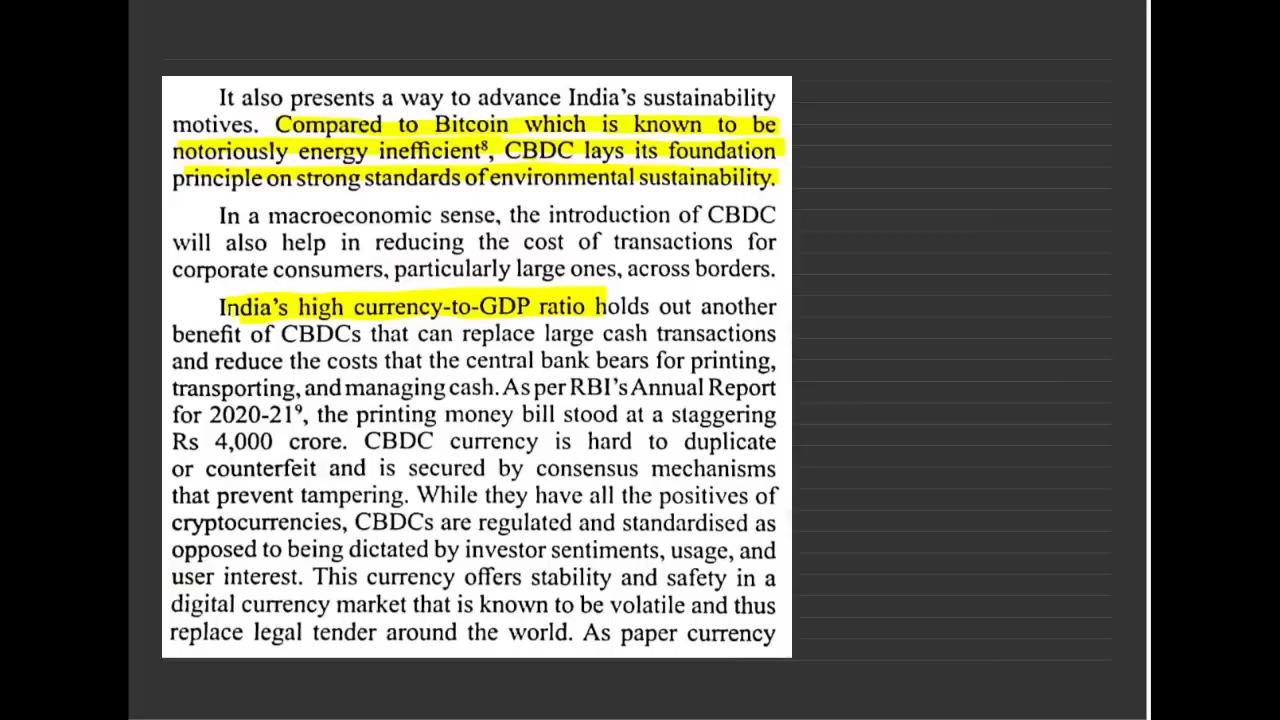 It also presents a way to advance India's sustainability
motives. Compared to Bitcoin which is known to be
notoriously energy inefficient⁸, CBDC lays its foundation
principle on strong standards of environmental sustainability.
In a macroeconomic sense, the introduction of CBDC
will also help in reducing the cost of transactions for
corporate consumers, particularly large ones, across borders.
India's high currency-to-GDP ratio holds out another
benefit of CBDCs that can replace large cash transactions
and reduce the costs that the central bank bears for printing,
transporting, and managing cash. As per RBI's Annual Report
for 2020-21⁹, the printing money bill stood at a staggering
Rs 4,000 crore. CBDC currency is hard to duplicate
or counterfeit and is secured by consensus mechanisms
that prevent tampering. While they have all the positives of
cryptocurrencies, CBDCs are regulated and standardised as
opposed to being dictated by investor sentiments, usage, and
user interest. This currency offers stability and safety in a
digital currency market that is known to be volatile and thus
replace legal tender around the world. As paper currency